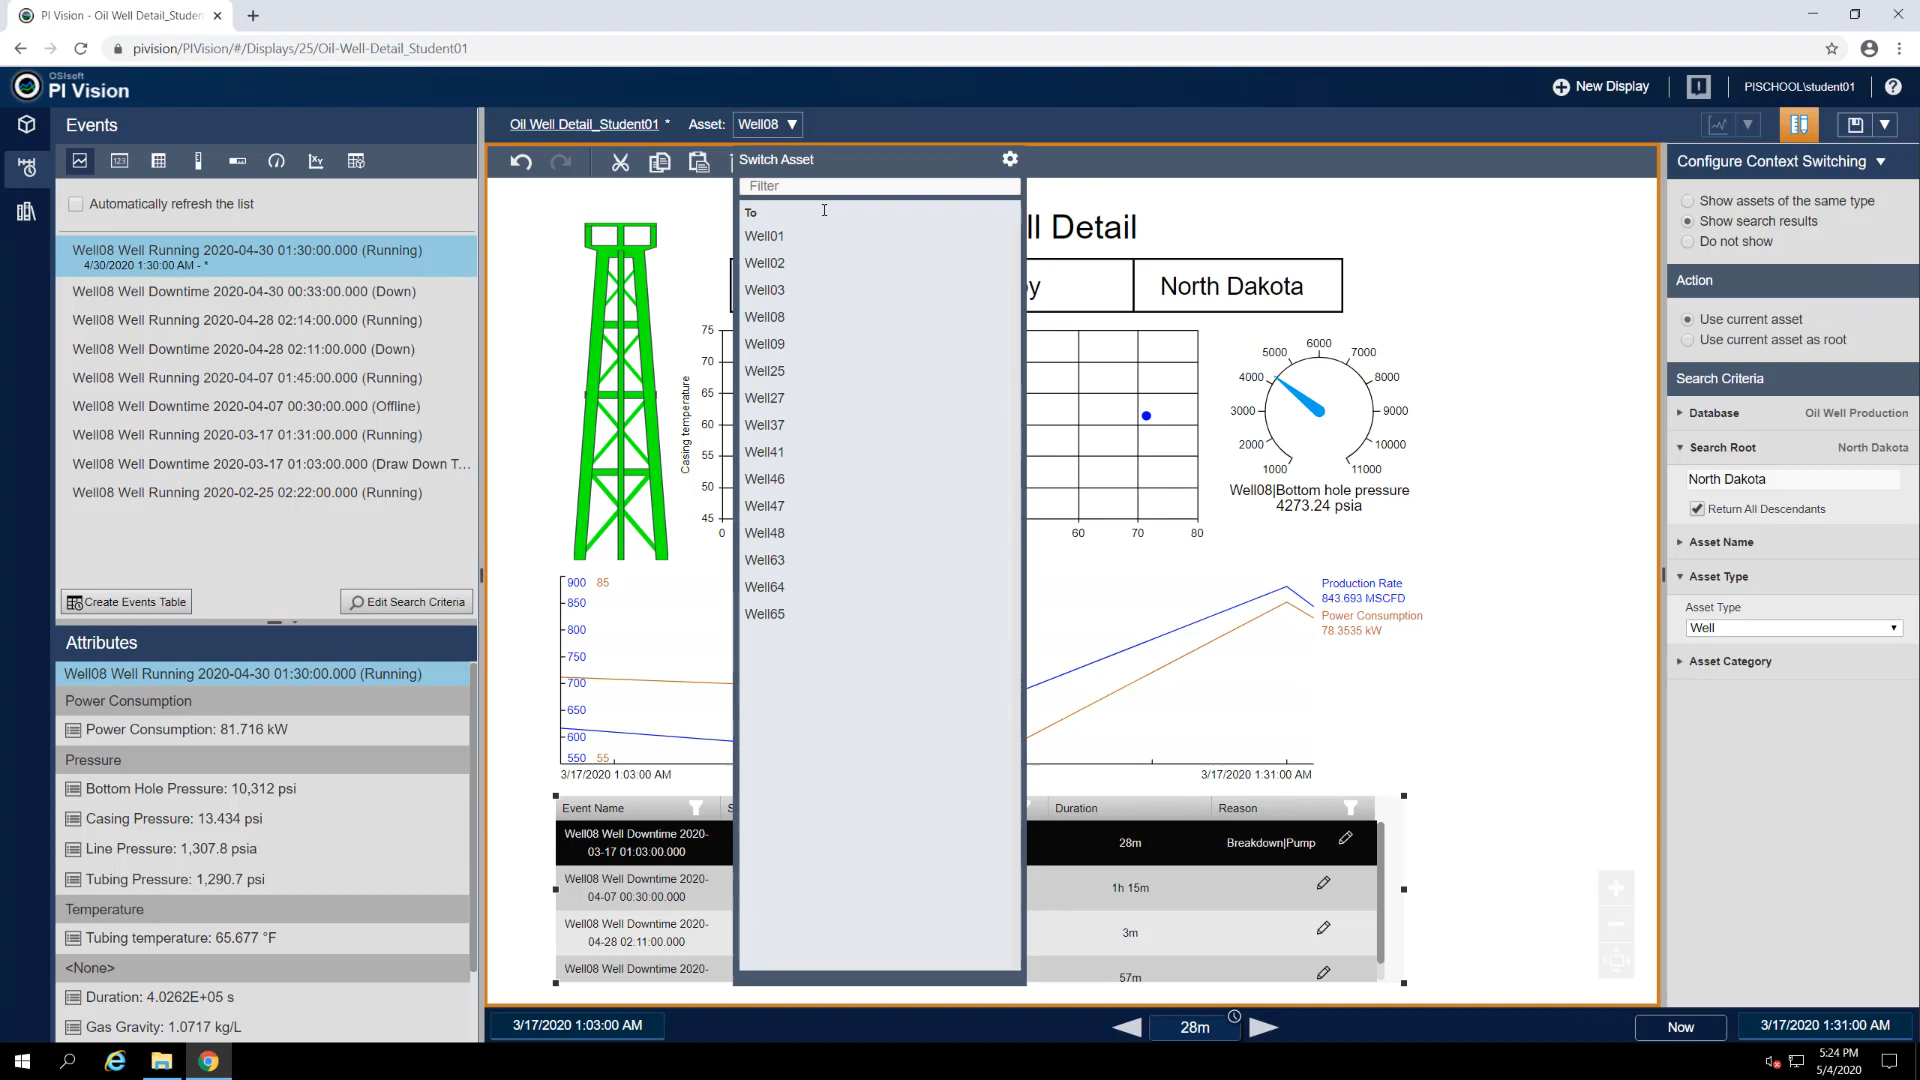 PI Vision - Oil Well Detail_Studen
pivision/PIVision/#/Displays/25/Oil-Well-Detail_Student01
OSIsoft
PI Vision
New Display
PISCHOOL\student01
Events
Oil Well Detail_Student01 *
Asset:
Well08
Automatically refresh the list
Well08 Well Running 2020-04-30 01:30:00.000 (Running)
4/30/2020 1:30:00 AM - *
Well08 Well Downtime 2020-04-30 00:33:00.000 (Down)
Well08 Well Running 2020-04-28 02:14:00.000 (Running)
Well08 Well Downtime 2020-04-28 02:11:00.000 (Down)
Well08 Well Running 2020-04-07 01:45:00.000 (Running)
Well08 Well Downtime 2020-04-07 00:30:00.000 (Offline)
Well08 Well Running 2020-03-17 01:31:00.000 (Running)
Well08 Well Downtime 2020-03-17 01:03:00.000 (Draw Down T...
Well08 Well Running 2020-02-25 02:22:00.000 (Running)
Create Events Table
Edit Search Criteria
Attributes
Well08 Well Running 2020-04-30 01:30:00.000 (Running)
Power Consumption
Power Consumption: 81.716 kW
Pressure
Bottom Hole Pressure: 10,312 psi
Casing Pressure: 13.434 psi
Line Pressure: 1,307.8 psia
Tubing Pressure: 1,290.7 psi
Temperature
Tubing temperature: 65.677 °F
<None>
Duration: 4.0262E+05 s
Gas Gravity: 1.0717 kg/L
Switch Asset
Filter
To
Well01
Well02
Well03
Well08
Well09
Well25
Well27
Well37
Well41
Well46
Well47
Well48
Well63
Well64
Well65
ll Detail
y
North Dakota
Casing temperature
75
70
65
60
55
50
45
0
60
70
80
1000
2000
3000
4000
5000
6000
7000
8000
9000
10000
11000
Well08|Bottom hole pressure
4273.24 psia
900 85
850
800
750
700
650
600
550 55
3/17/2020 1:03:00 AM
3/17/2020 1:31:00 AM
Production Rate
843.693 MSCFD
Power Consumption
78.3535 kW
Event Name
S
Duration
Reason
Well08 Well Downtime 2020-
03-17 01:03:00.000
28m
Breakdown|Pump
Well08 Well Downtime 2020-
04-07 00:30:00.000
1h 15m
Well08 Well Downtime 2020-
04-28 02:11:00.000
3m
Well08 Well Downtime 2020-
57m
Configure Context Switching
Show assets of the same type
Show search results
Do not show
Action
Use current asset
Use current asset as root
Search Criteria
Database Oil Well Production
Search Root North Dakota
North Dakota
Return All Descendants
Asset Name
Asset Type
Asset Type
Well
Asset Category
3/17/2020 1:03:00 AM
28m
Now
3/17/2020 1:31:00 AM
5:24 PM
5/4/2020